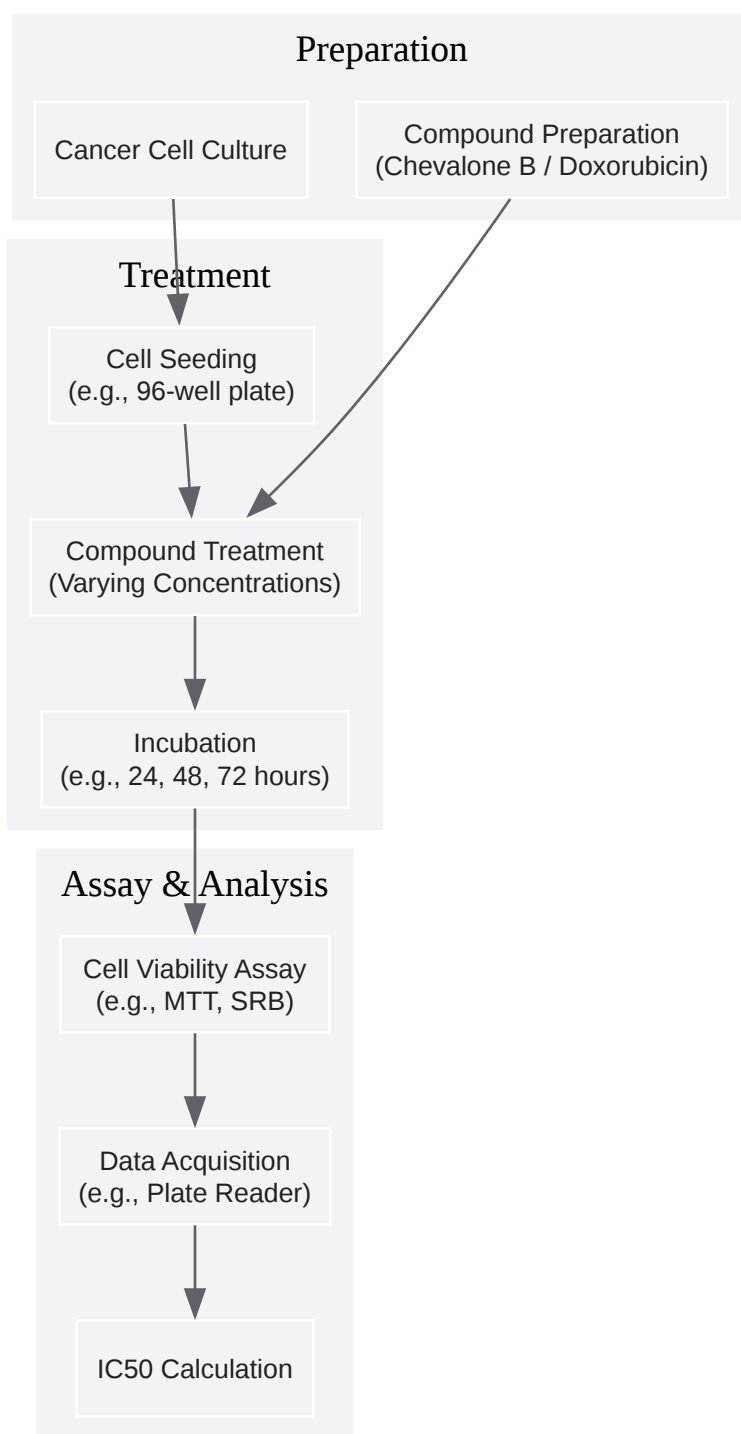 Preparation
Cancer Cell Culture
Compound Preparation
(Chevalone B / Doxorubicin)
Treatment
Cell Seeding
(e.g., 96-well plate)
Compound Treatment
(Varying Concentrations)
Incubation
(e.g., 24, 48, 72 hours)
Assay & Analysis
Cell Viability Assay
(e.g., MTT, SRB)
Data Acquisition
(e.g., Plate Reader)
IC50 Calculation